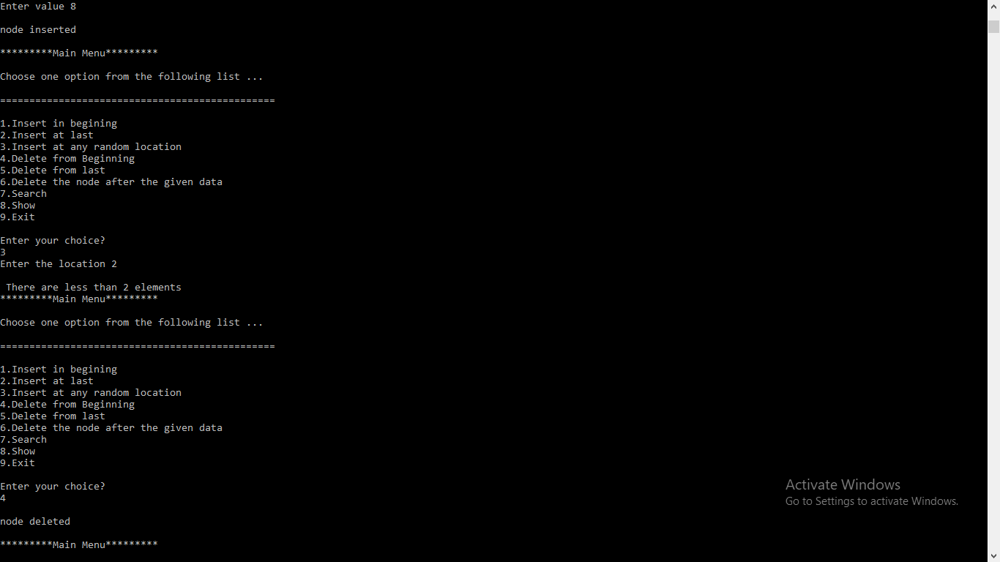 Enter value 8
node inserted
*********Main Menu*********
Choose one option from the following list ...
===============================================
1.Insert in begining
2.Insert at last
3.Insert at any random location
4.Delete from Beginning
5.Delete from last
6.Delete the node after the given data
7.Search
8.Show
9.Exit
Enter your choice?
3
Enter the location 2
There are less than 2 elements
*********Main Menu*********
Choose one option from the following list ...
===============================================
1.Insert in begining
2.Insert at last
3.Insert at any random location
4.Delete from Beginning
5.Delete from last
6.Delete the node after the given data
7.Search
8.Show
9.Exit
Enter your choice?
4
node deleted
*********Main Menu*********
Activate Windows
Go to Settings to activate Windows.